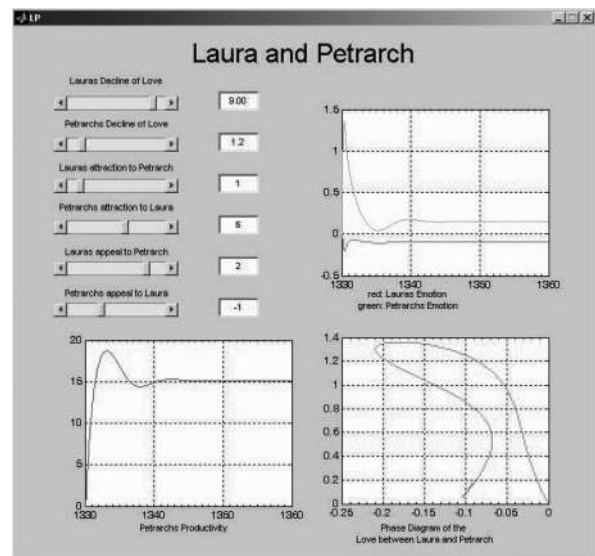 LP
Laura and Petrarch
Lauras Decline of Love
9.00
Petrarchs Decline of Love
1.2
Lauras attraction to Petrarch
1
Petrarchs attraction to Laura
6
Lauras appeal to Petrarch
2
Petrarchs appeal to Laura
-1
1.5
1
0.5
0
-0.5
1330 1340 1350 1360
red: Lauras Emotion
green: Petrarchs Emotion
20
15
10
5
0
1330 1340 1350 1360
Petrarchs Productivity
1.4
1.2
1
0.8
0.6
0.4
0.2
0
-0.25 -0.2 -0.15 -0.1 -0.05 0
Phase Diagram of the
Love between Laura and Petrarch